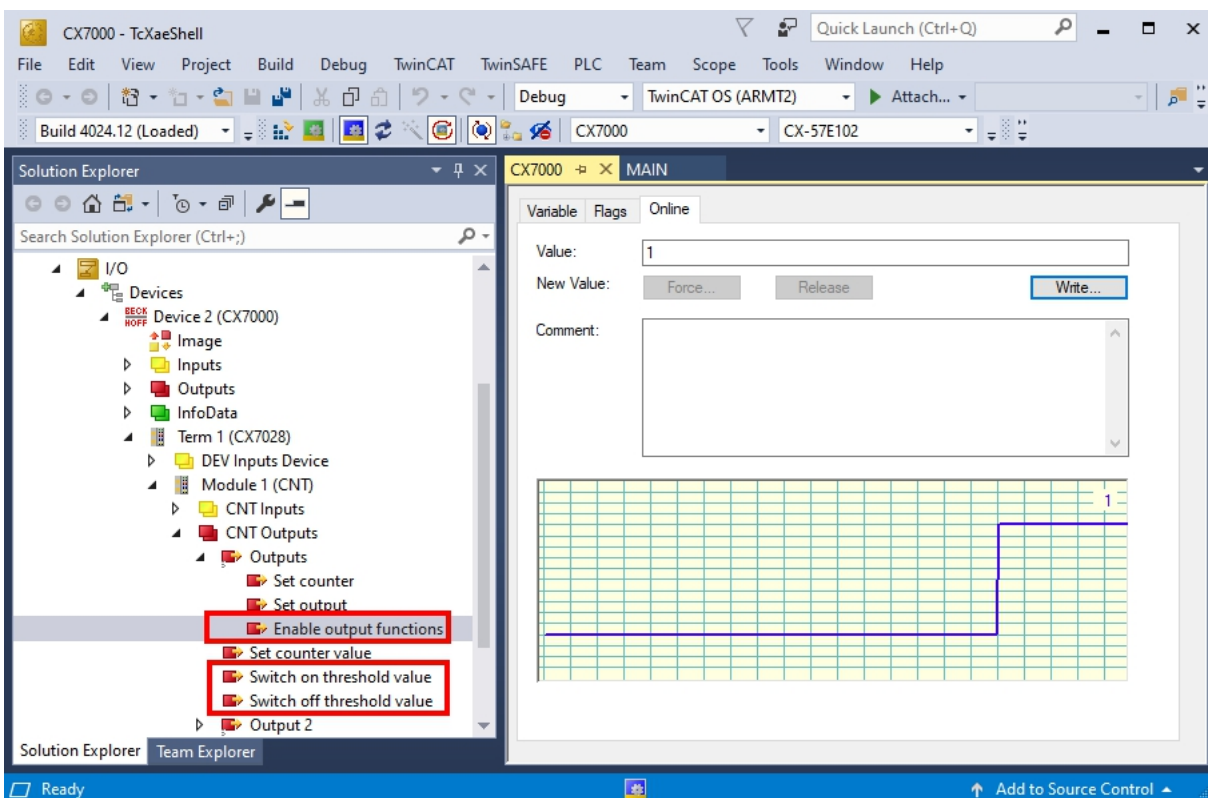 CX7000 - TcXaeShell
Quick Launch (Ctrl+Q)
File Edit View Project Build Debug TwinCAT TwinSAFE PLC Team Scope Tools Window Help
Debug TwinCAT OS (ARMT2) Attach...
Build 4024.12 (Loaded) CX7000 CX-57E102
Solution Explorer
Search Solution Explorer (Ctrl+;)
I/O
Devices
BECK
HOFF
Device 2 (CX7000)
Image
Inputs
Outputs
InfoData
Term 1 (CX7028)
DEV Inputs Device
Module 1 (CNT)
CNT Inputs
CNT Outputs
Outputs
Set counter
Set output
Enable output functions
Set counter value
Switch on threshold value
Switch off threshold value
Output 2
Solution Explorer Team Explorer
CX7000 MAIN
Variable Flags Online
Value: 1
New Value: Force... Release Write...
Comment:
1
Ready Add to Source Control